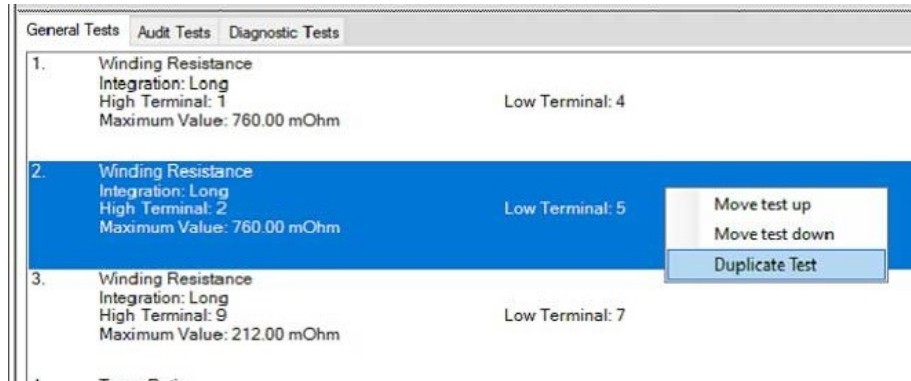 General Tests Audit Tests Diagnostic Tests
1. Winding Resistance
Integration: Long
High Terminal: 1 Low Terminal: 4
Maximum Value: 760.00 mOhm
2. Winding Resistance
Integration: Long
High Terminal: 2 Low Terminal: 5
Maximum Value: 760.00 mOhm
Move test up
Move test down
Duplicate Test
3. Winding Resistance
Integration: Long
High Terminal: 9 Low Terminal: 7
Maximum Value: 212.00 mOhm